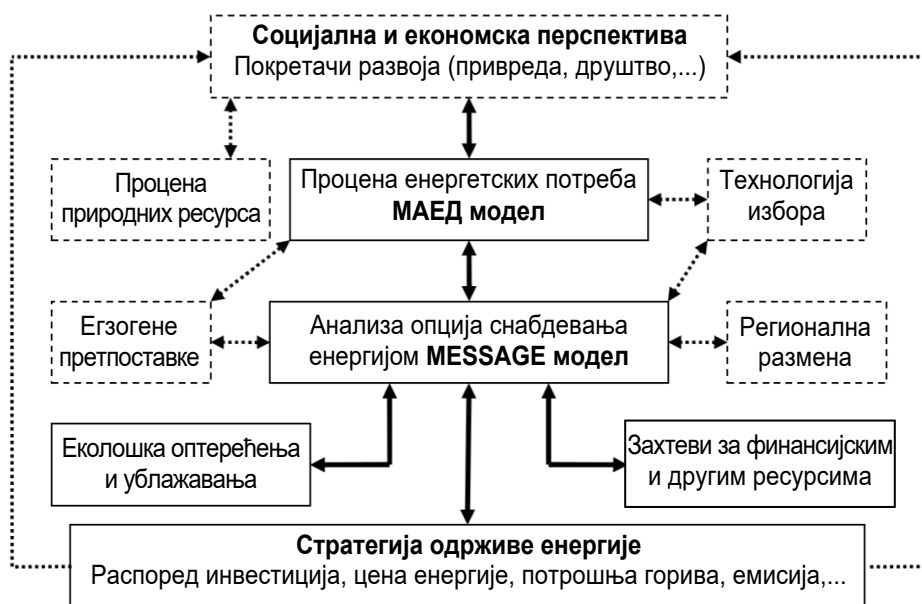 Социјална и економска перспектива
Покретачи развоја (привреда, друштво,...)
Процена
природних ресурса
Процена енергетских потреба
МАЕД модел
Технологија
избора
Егзогене
претпоставке
Анализа опција снабдевања
енергијом MESSAGE модел
Регионална
размена
Еколошка оптерећења
и ублажавања
Захтеви за финансијским
и другим ресурсима
Стратегија одрживе енергије
Распоред инвестиција, цена енергије, потрошња горива, емисија,...